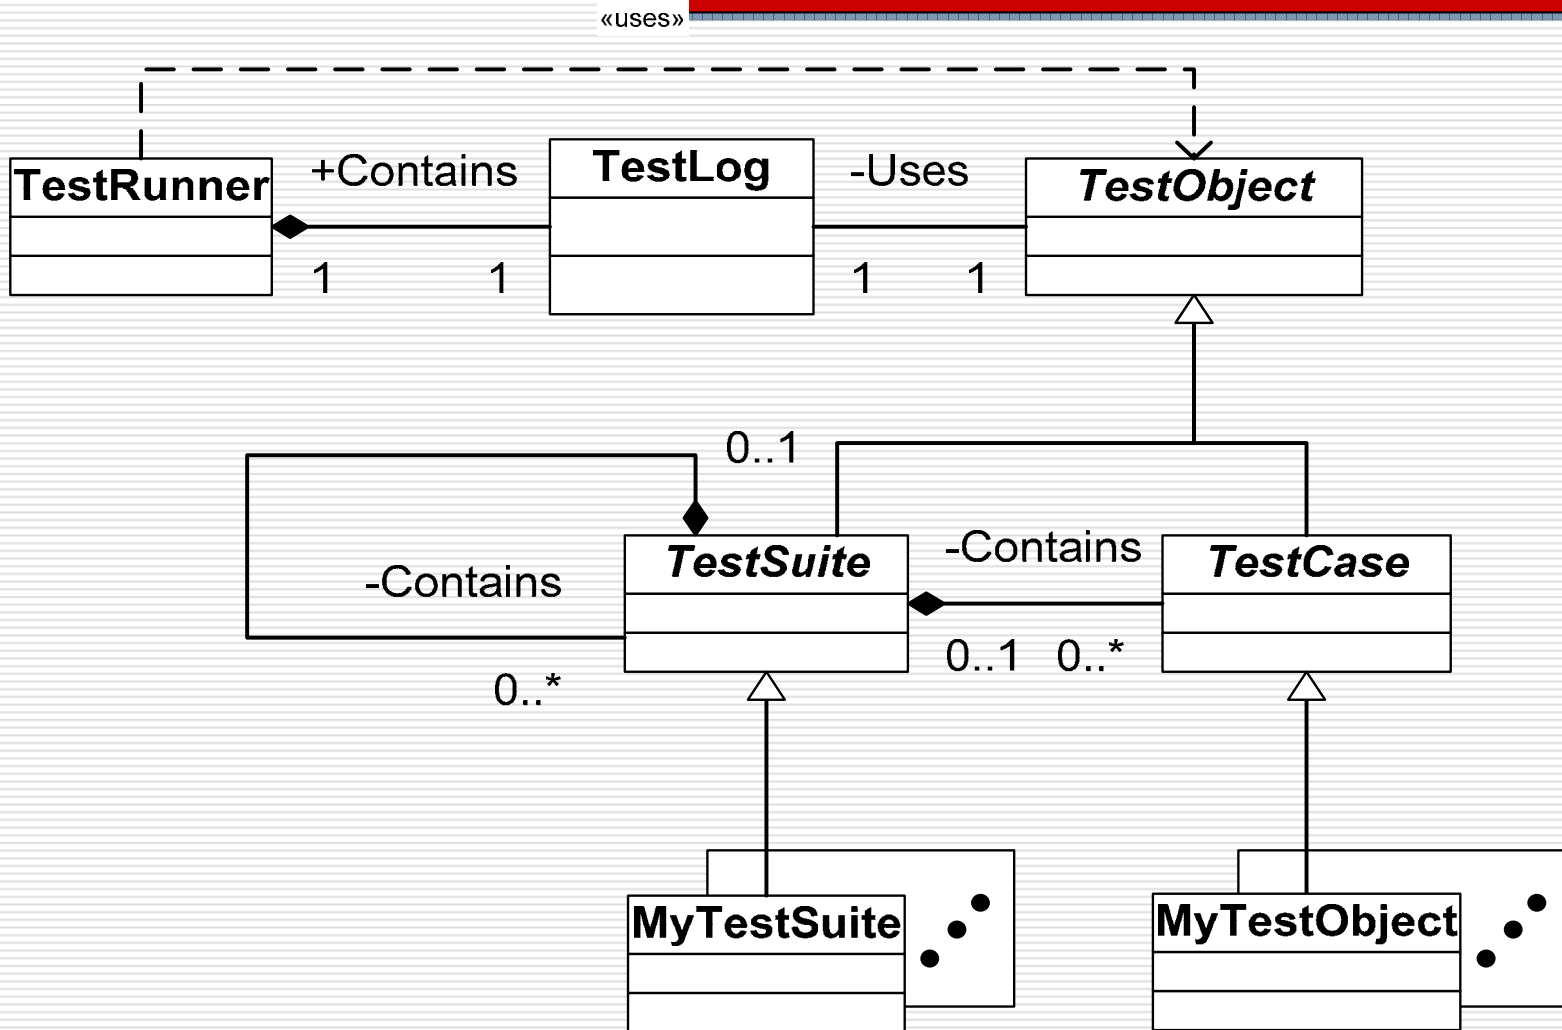 «uses»
TestRunner
+Contains
1
1
TestLog
-Uses
1
1
TestObject
0..1
-Contains
0..*
TestSuite
-Contains
0..1
0..*
TestCase
MyTestSuite
MyTestObject